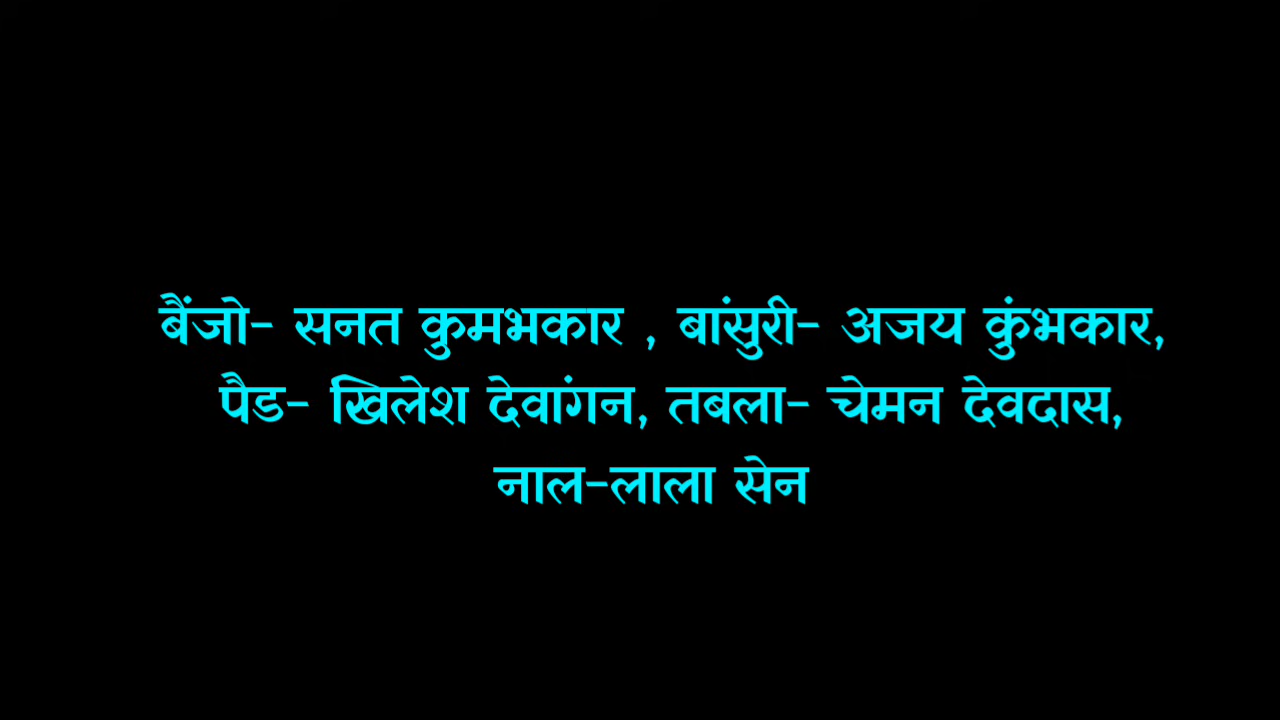 बैंजो- सनत कुमभकार , बांसुरी- अजय कुंभकार,
पैड- खिलेश देवांगन, तबला- चेमन देवदास,
नाल-लाला सेन